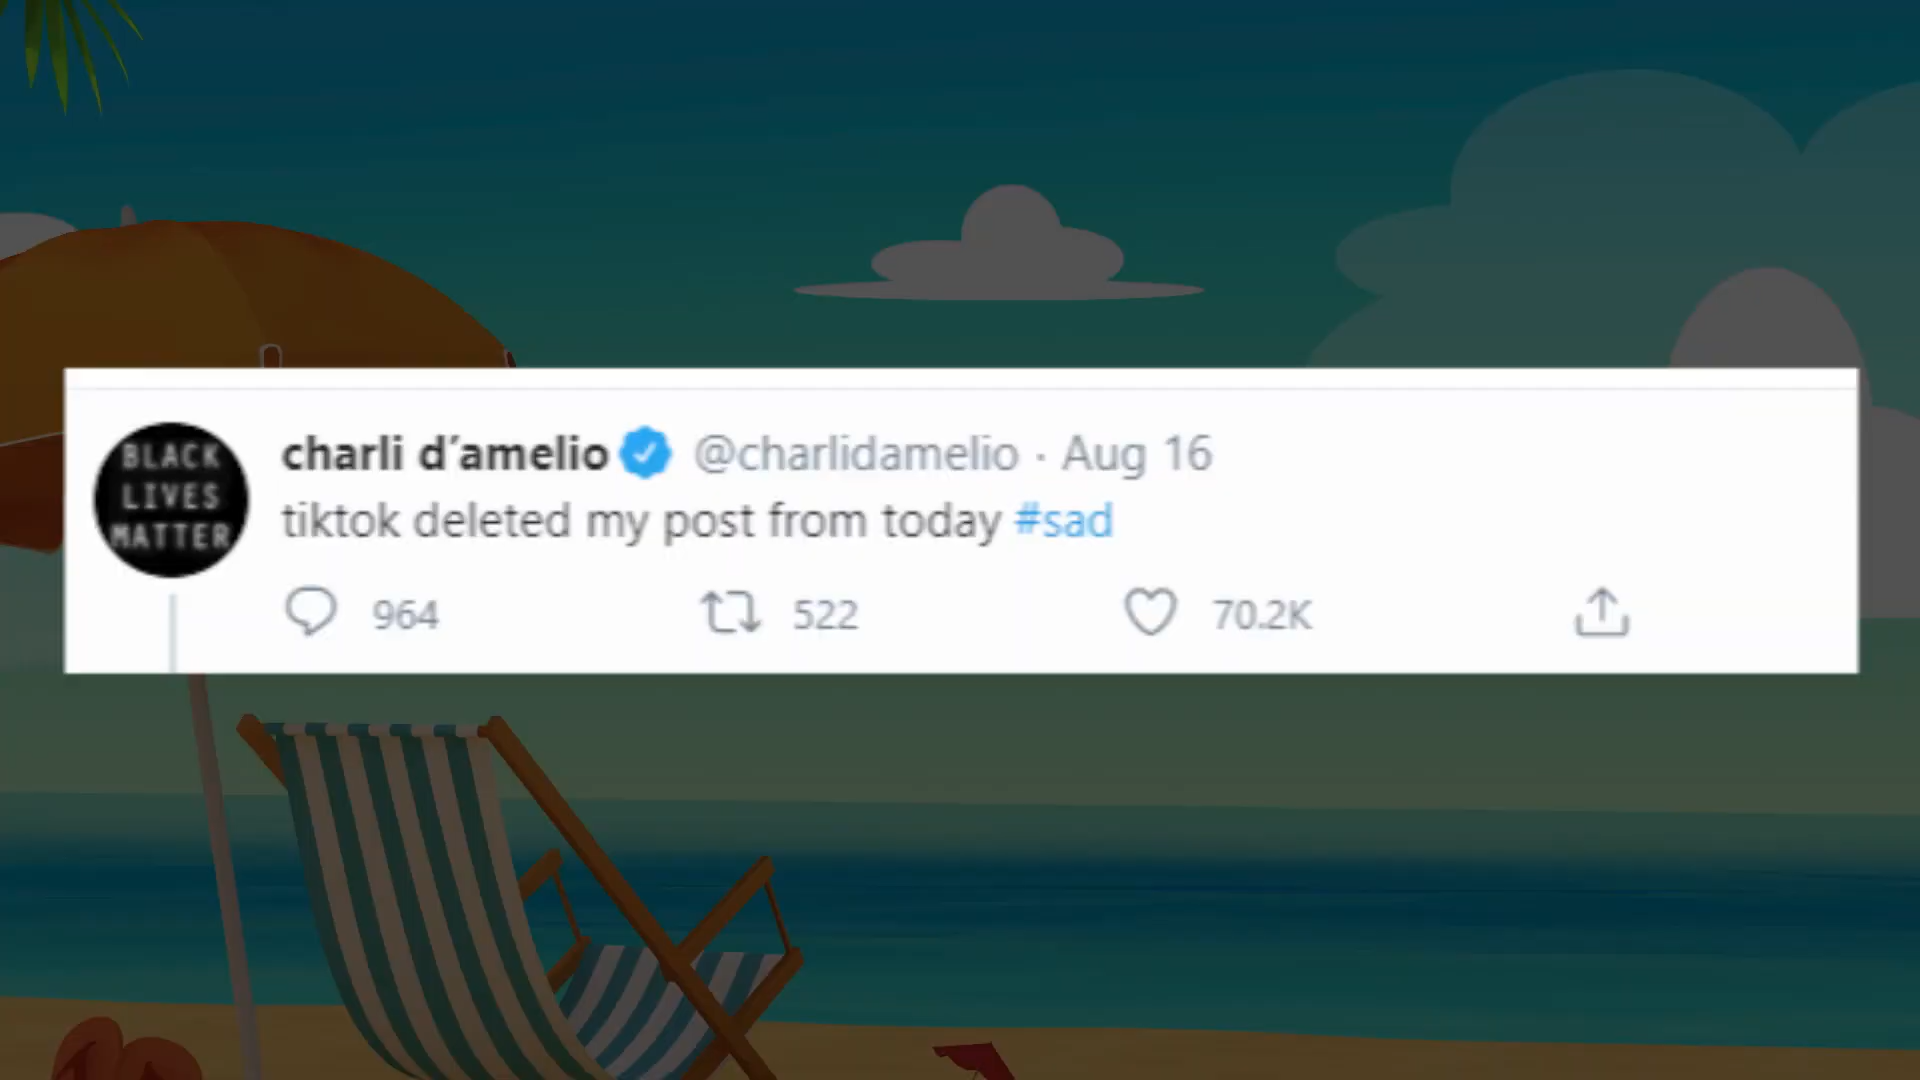 BLACK
LIVES
MATTER
charli d'amelio @charlidamelio · Aug 16
tiktok deleted my post from today #sad
964 522 70.2K